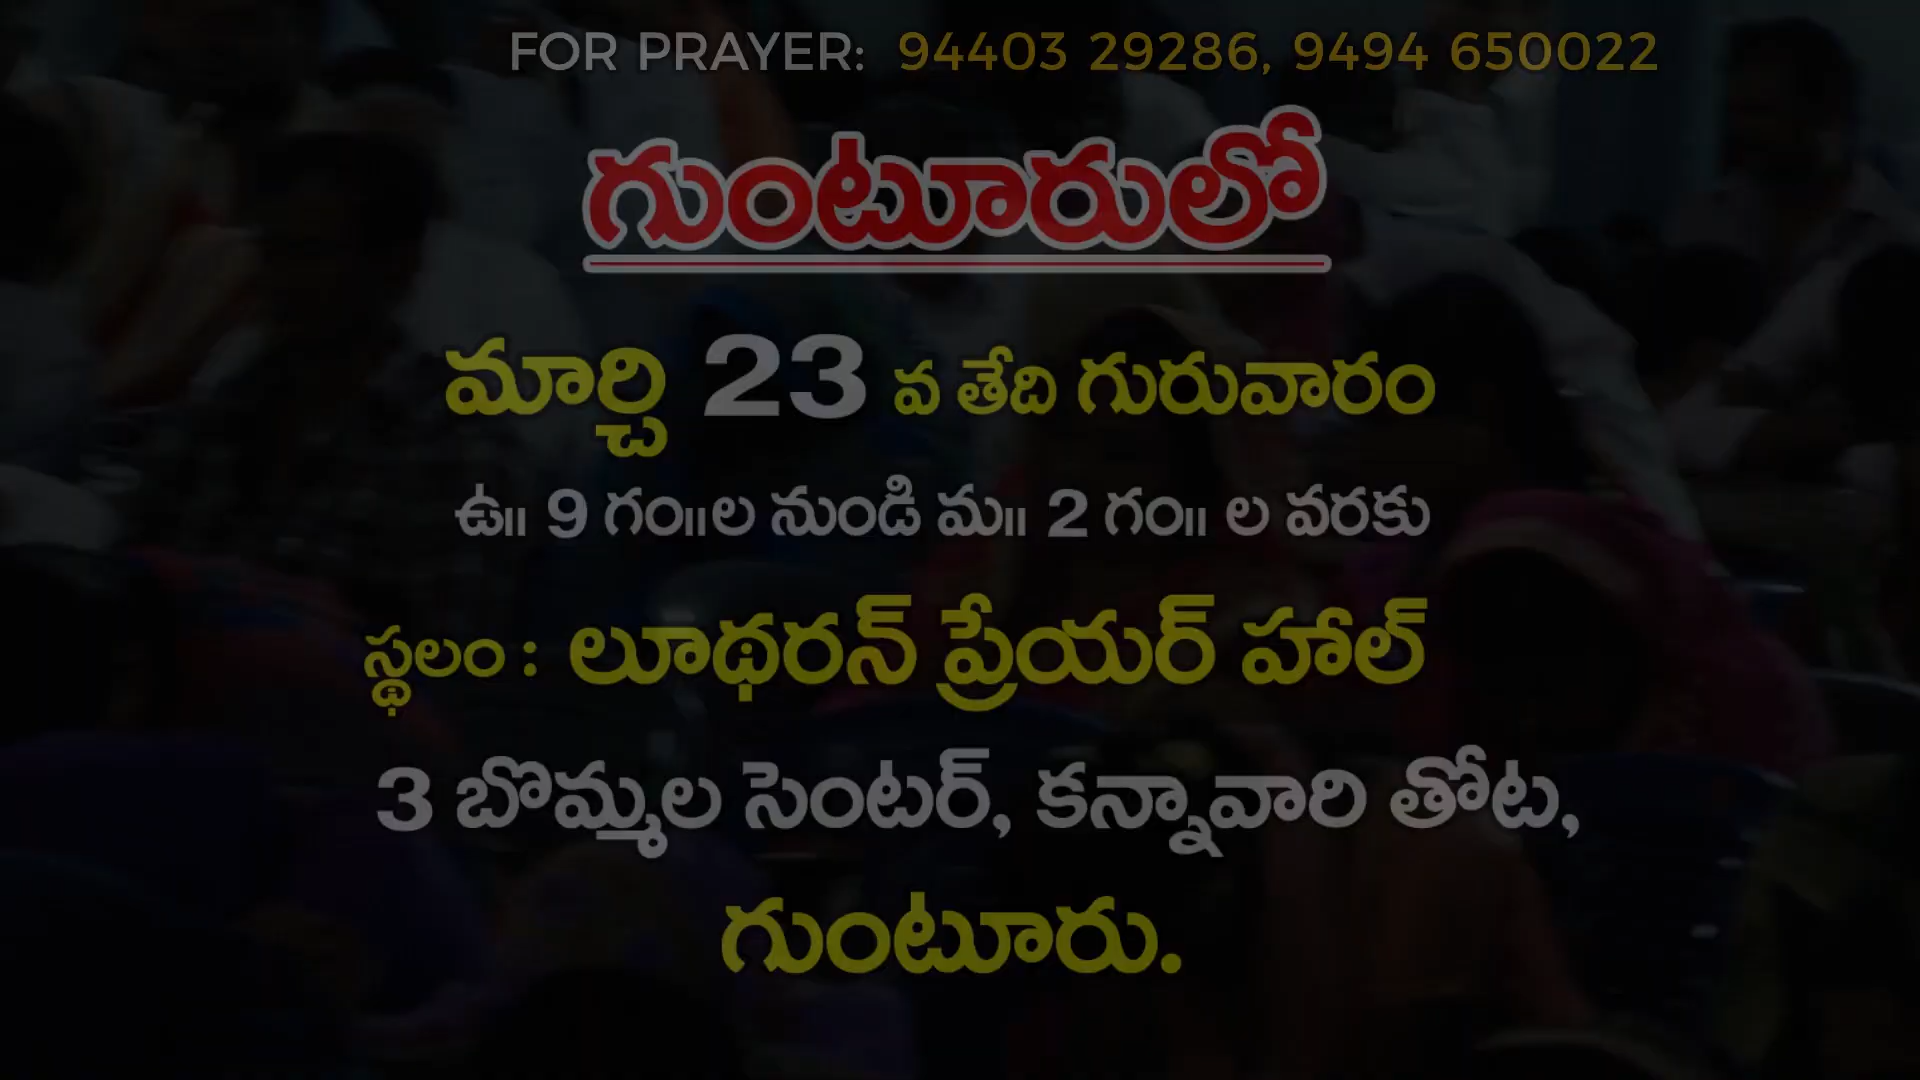 FOR PRAYER: 94403 29286, 9494 650022
గుంటూరులో
మార్చి 23 వ తేది గురువారం
ఉ॥ 9 గం॥ల నుండి మ॥ 2 గం॥ ల వరకు
స్థలం : లూథరన్ ప్రేయర్ హాల్
3 బొమ్మల సెంటర్, కన్నావారి తోట,
గుంటూరు.